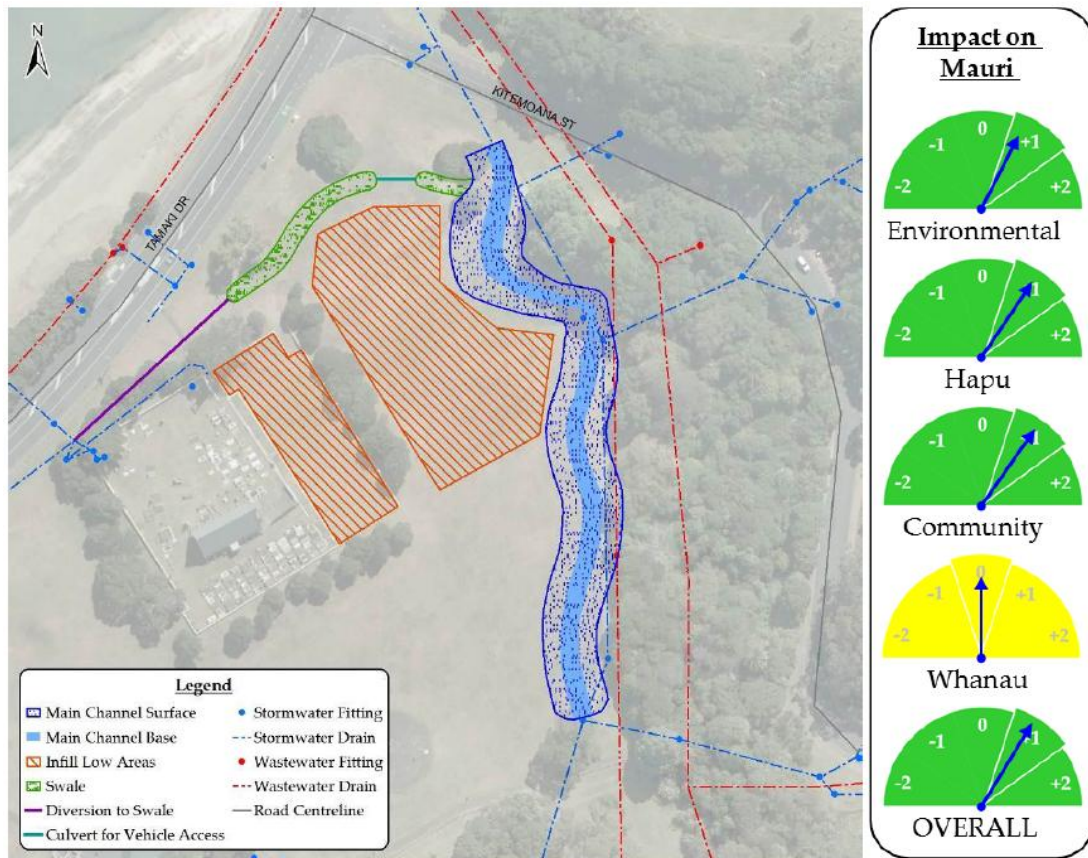 N
TAMAKI DR
KITEMOANA ST
Legend
Main Channel Surface
Main Channel Base
Infill Low Areas
Swale
Diversion to Swale
Culvert for Vehicle Access
Stormwater Fitting
Stormwater Drain
Wastewater Fitting
Wastewater Drain
Road Centreline
Impact on
Mauri
-2 -1 0 +1 +2
Environmental
-2 -1 0 +1 +2
Hapu
-2 -1 0 +1 +2
Community
-2 -1 0 +1 +2
Whanau
-2 -1 0 +1 +2
OVERALL